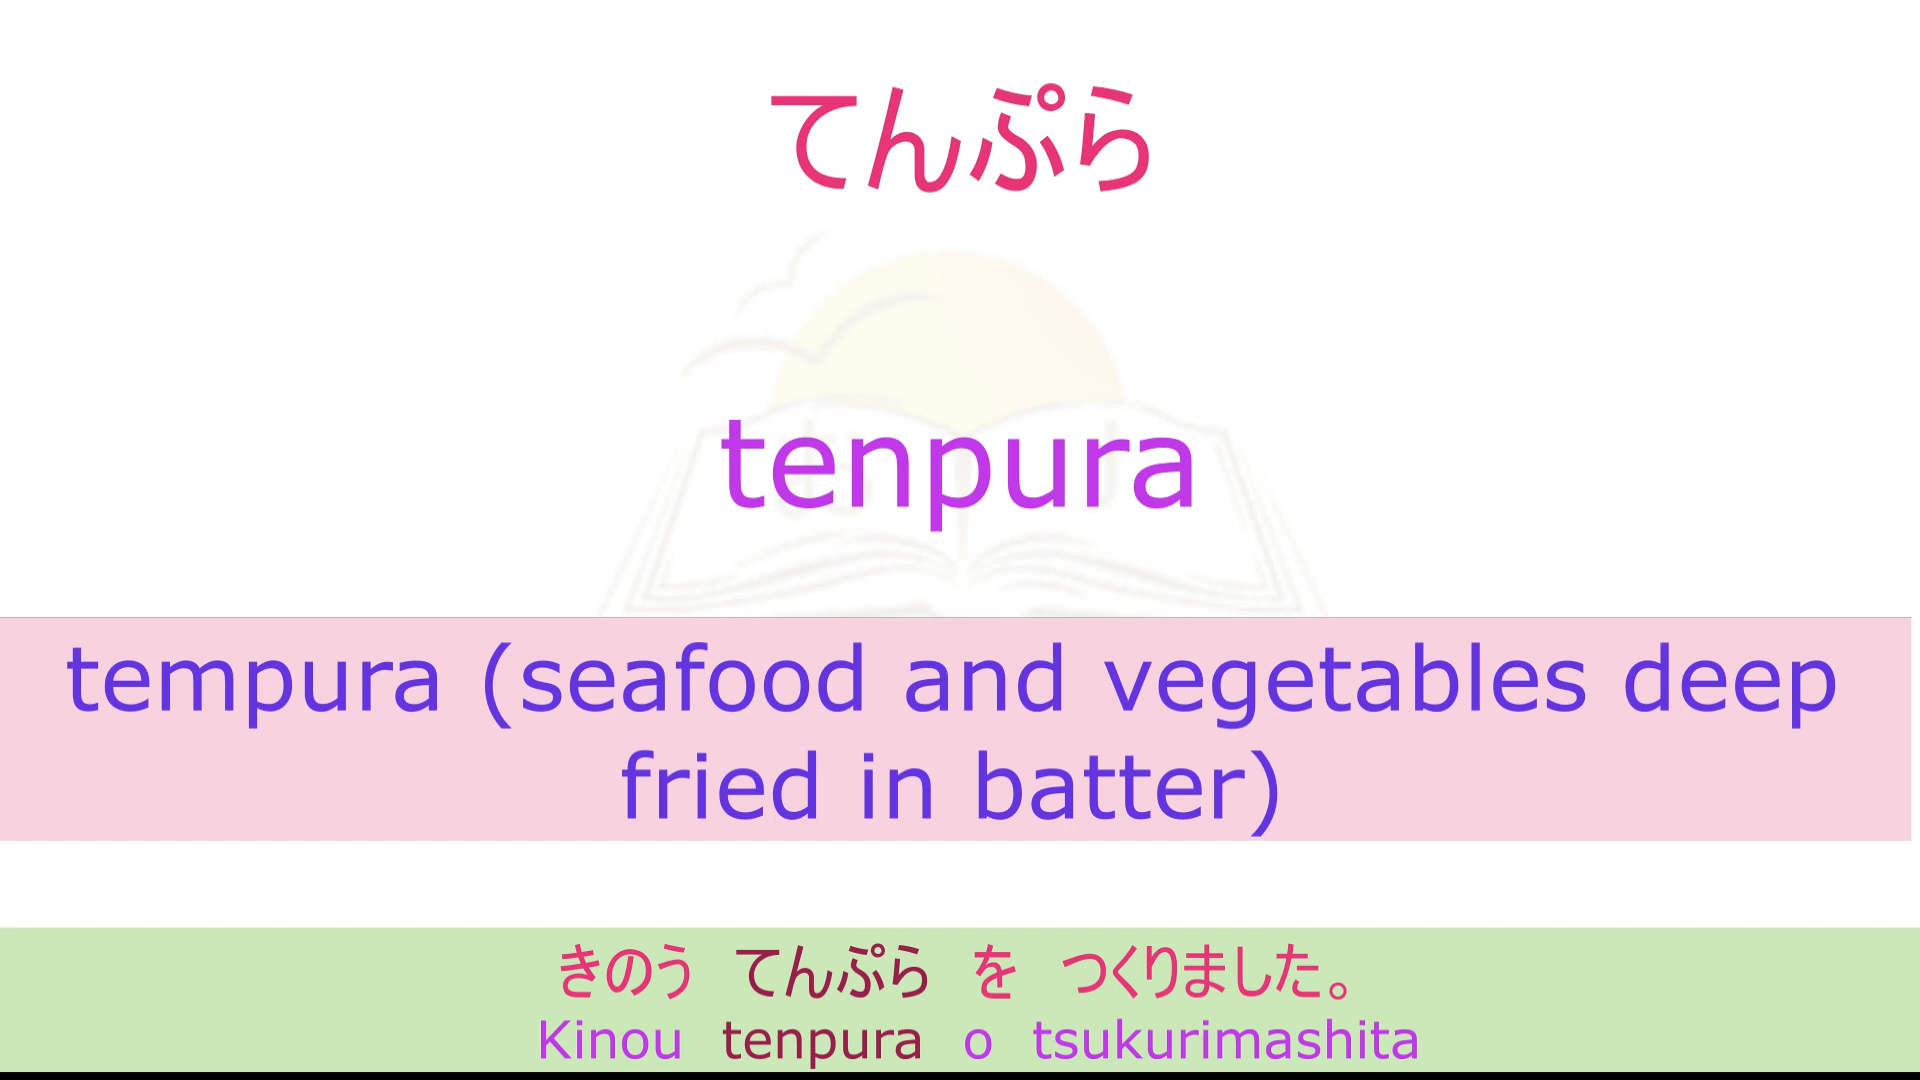 てんぷら
tenpura
tempura (seafood and vegetables deep
fried in batter)
きのう てんぷら を つくりました。
Kinou tenpura o tsukurimashita